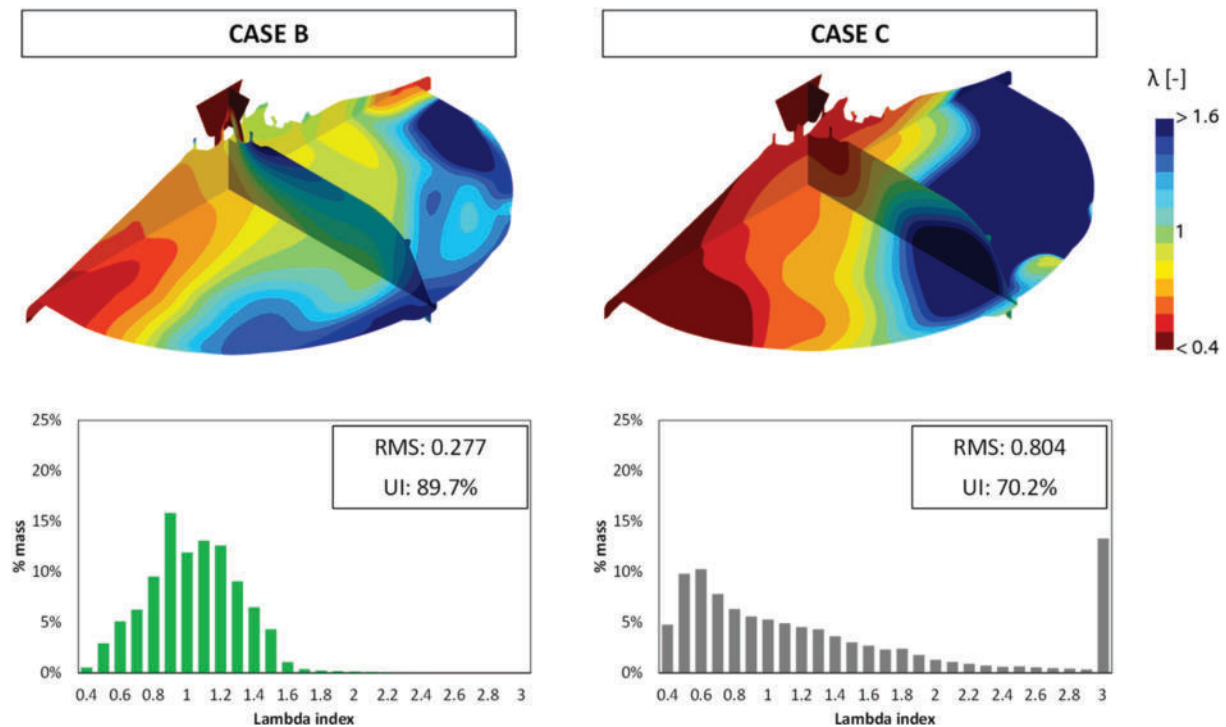 CASE B
CASE C
λ [-]
> 1.6
1
< 0.4
25%
20%
15%
10%
5%
0%
% mass
RMS: 0.277
UI: 89.7%
0.4 0.6 0.8 1 1.2 1.4 1.6 1.8 2 2.2 2.4 2.6 2.8 3
Lambda index
25%
20%
15%
10%
5%
0%
% mass
RMS: 0.804
UI: 70.2%
0.4 0.6 0.8 1 1.2 1.4 1.6 1.8 2 2.2 2.4 2.6 2.8 3
Lambda index